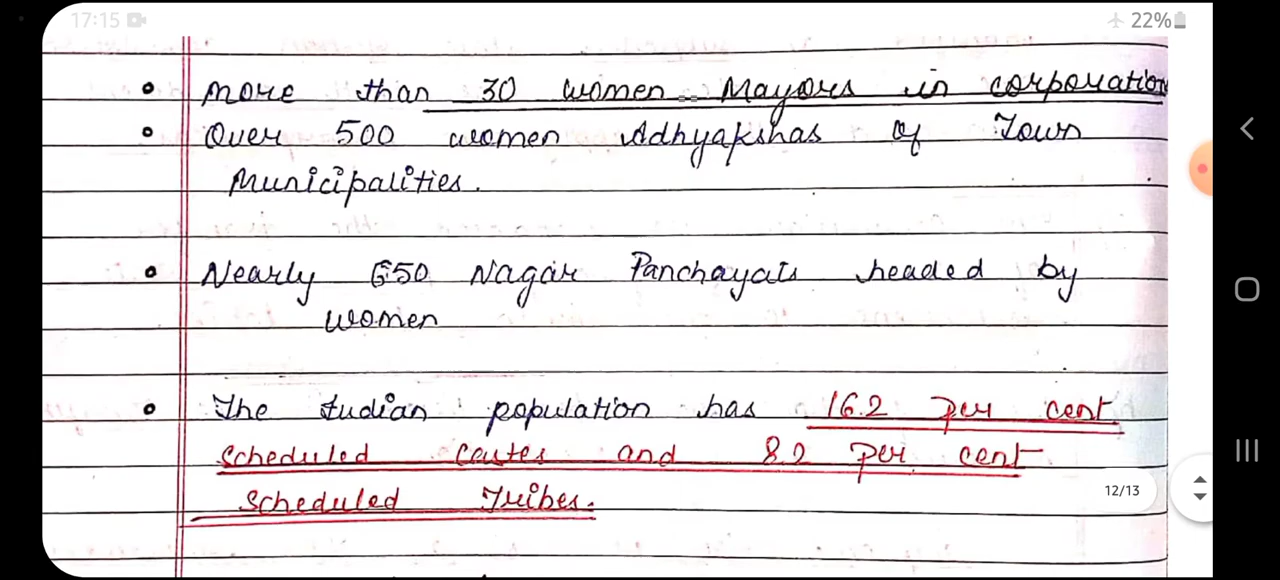 17:15
22%
• More than 30 women Mayors in corporation
• Over 500 women Adhyakshas of Town
Municipalities.
• Nearly 650 Nagar Panchayats headed by
women
• The Indian population has 16.2 per cent
scheduled castes and 8.2 per cent
scheduled Tribes.
12/13